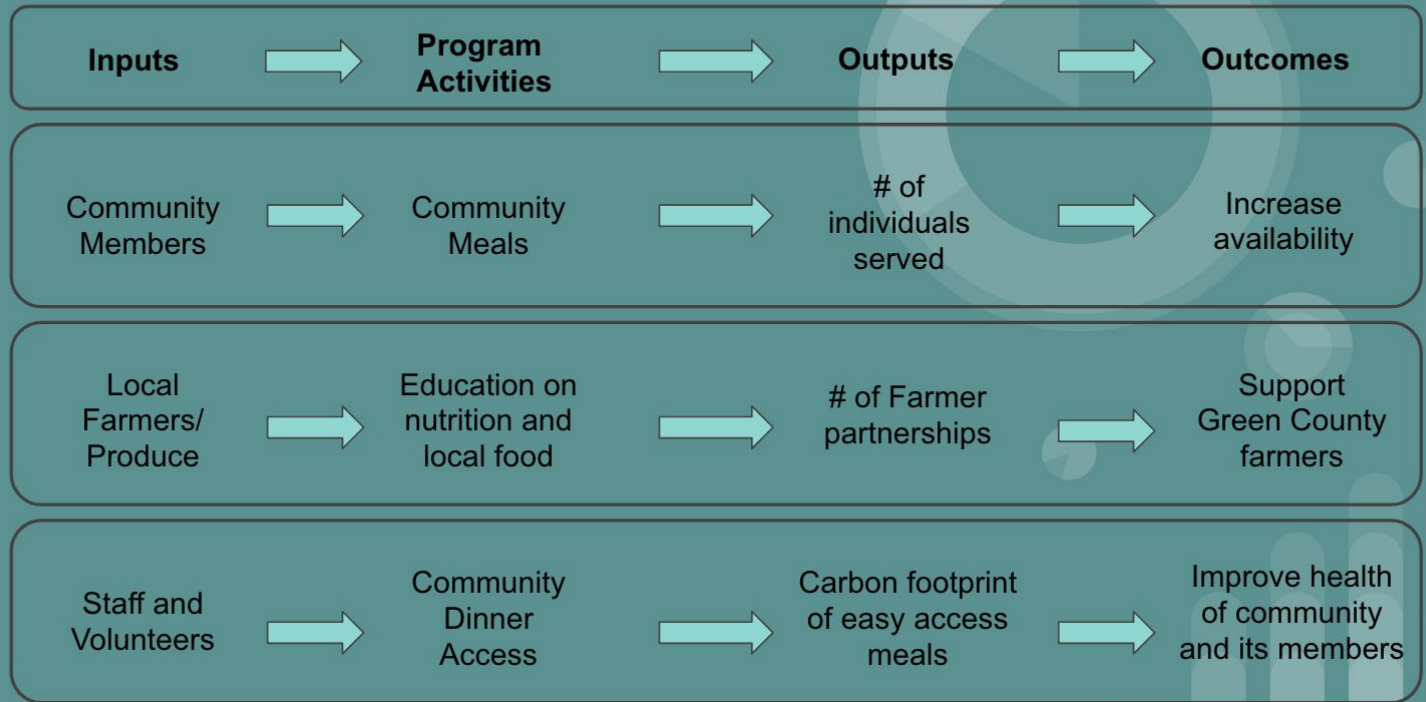 Inputs
Program
Activities
Outputs
Outcomes
Community
Members
Community
Meals
# of
individuals
served
Increase
availability
Local
Farmers/
Produce
Education on
nutrition and
local food
# of Farmer
partnerships
Support
Green County
farmers
Staff and
Volunteers
Community
Dinner
Access
Carbon footprint
of easy access
meals
Improve health
of community
and its members